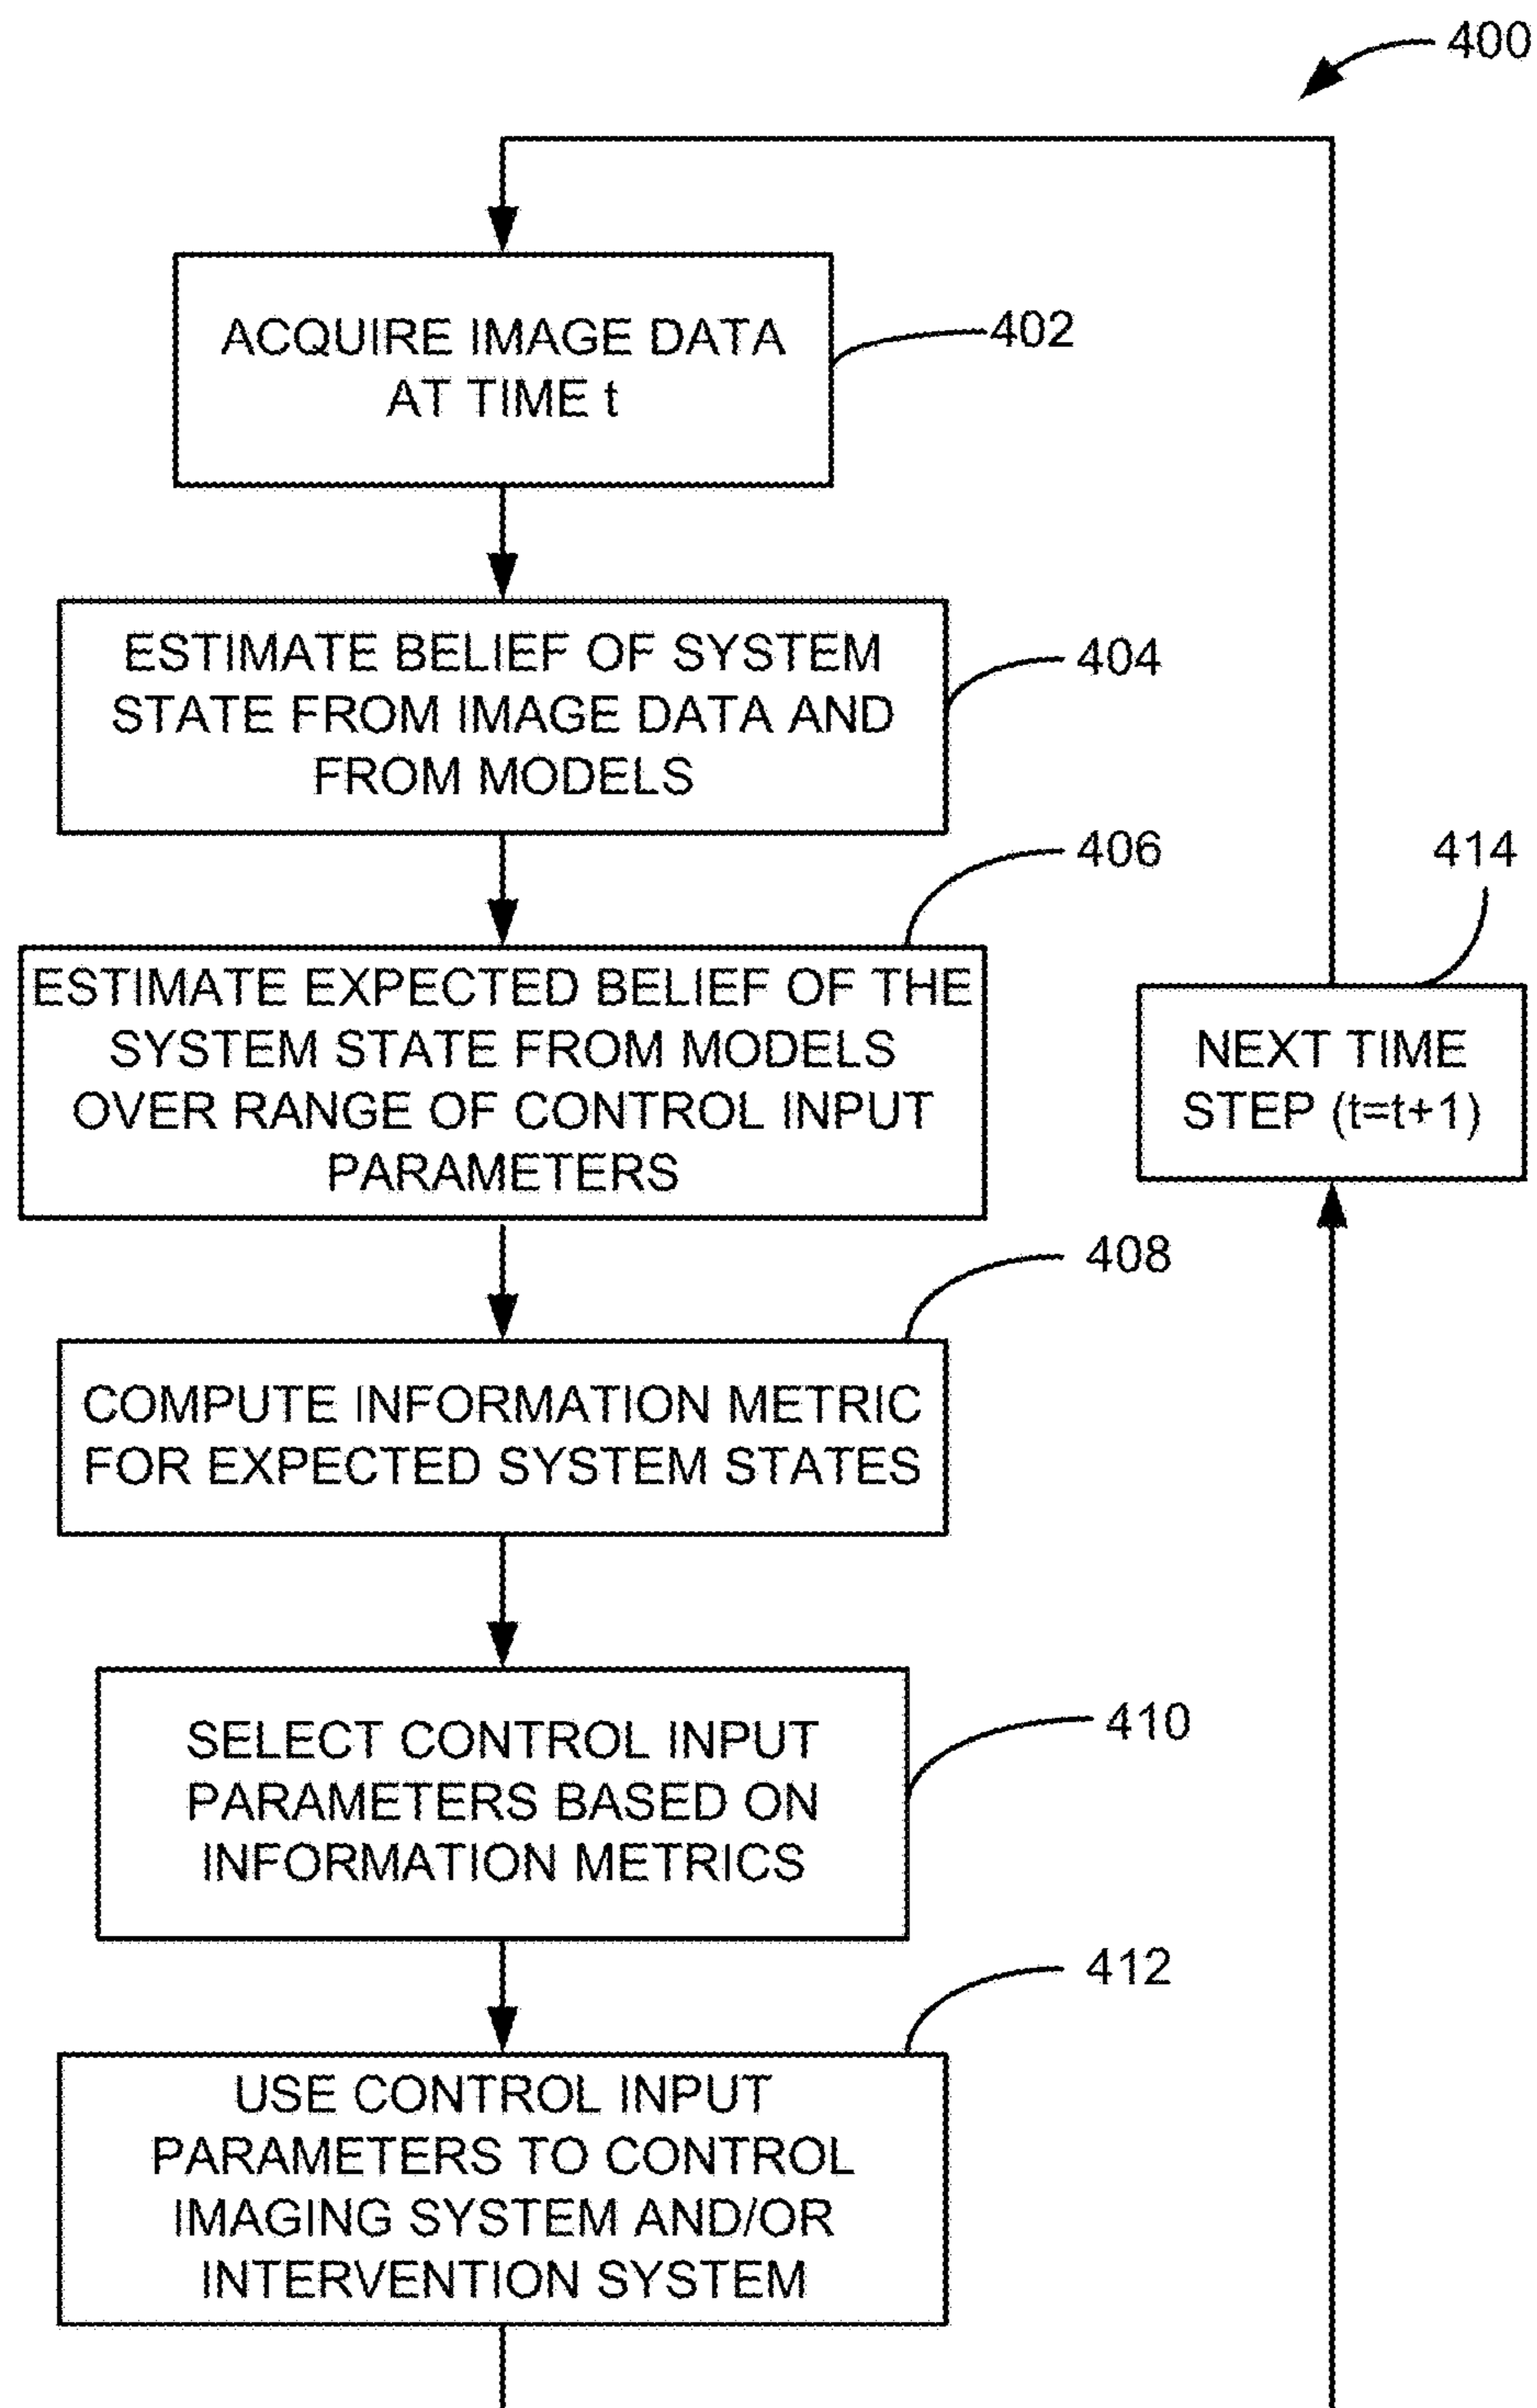 400
ACQUIRE IMAGE DATA
AT TIME t
402
ESTIMATE BELIEF OF SYSTEM
STATE FROM IMAGE DATA AND
FROM MODELS
404
406
414
ESTIMATE EXPECTED BELIEF OF THE
SYSTEM STATE FROM MODELS
OVER RANGE OF CONTROL INPUT
PARAMETERS
NEXT TIME
STEP (t=t+1)
408
COMPUTE INFORMATION METRIC
FOR EXPECTED SYSTEM STATES
SELECT CONTROL INPUT
PARAMETERS BASED ON
INFORMATION METRICS
410
412
USE CONTROL INPUT
PARAMETERS TO CONTROL
IMAGING SYSTEM AND/OR
INTERVENTION SYSTEM